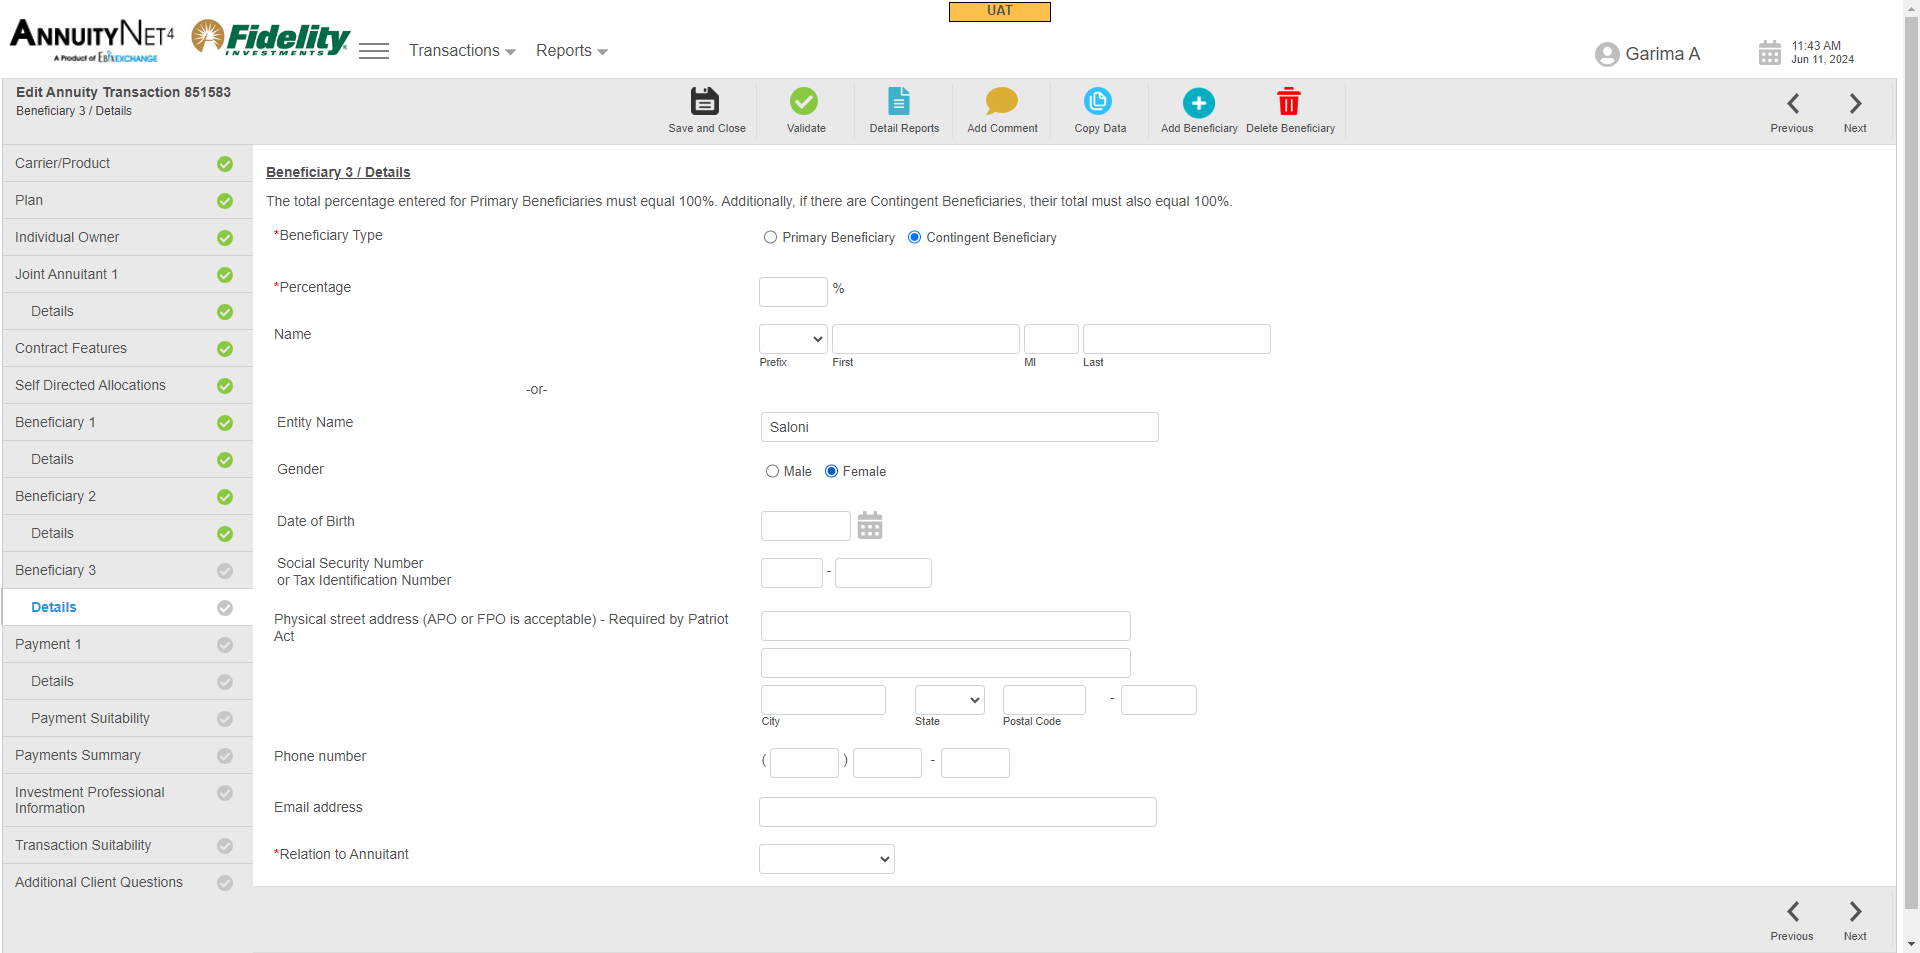 UAT
ANNUITYNET4
A Product of EbixEXCHANGE
Fidelity
INVESTMENTS
Transactions
Reports
Garima A
11:43 AM
Jun 11, 2024
Edit Annuity Transaction 851583
Beneficiary 3 / Details
Save and Close
Validate
Detail Reports
Add Comment
Copy Data
Add Beneficiary
Delete Beneficiary
Previous
Next
Carrier/Product
Plan
Individual Owner
Joint Annuitant 1
Details
Contract Features
Self Directed Allocations
Beneficiary 1
Details
Beneficiary 2
Details
Beneficiary 3
Details
Payment 1
Details
Payment Suitability
Payments Summary
Investment Professional
Information
Transaction Suitability
Additional Client Questions
Beneficiary 3 / Details
The total percentage entered for Primary Beneficiaries must equal 100%. Additionally, if there are Contingent Beneficiaries, their total must also equal 100%.
*Beneficiary Type
Primary Beneficiary
Contingent Beneficiary
*Percentage
%
Name
Prefix
First
MI
Last
-or-
Entity Name
Saloni
Gender
Male
Female
Date of Birth
Social Security Number
or Tax Identification Number
-
Physical street address (APO or FPO is acceptable) - Required by Patriot
Act
-
City
State
Postal Code
Phone number
( ) -
Email address
*Relation to Annuitant
Previous
Next